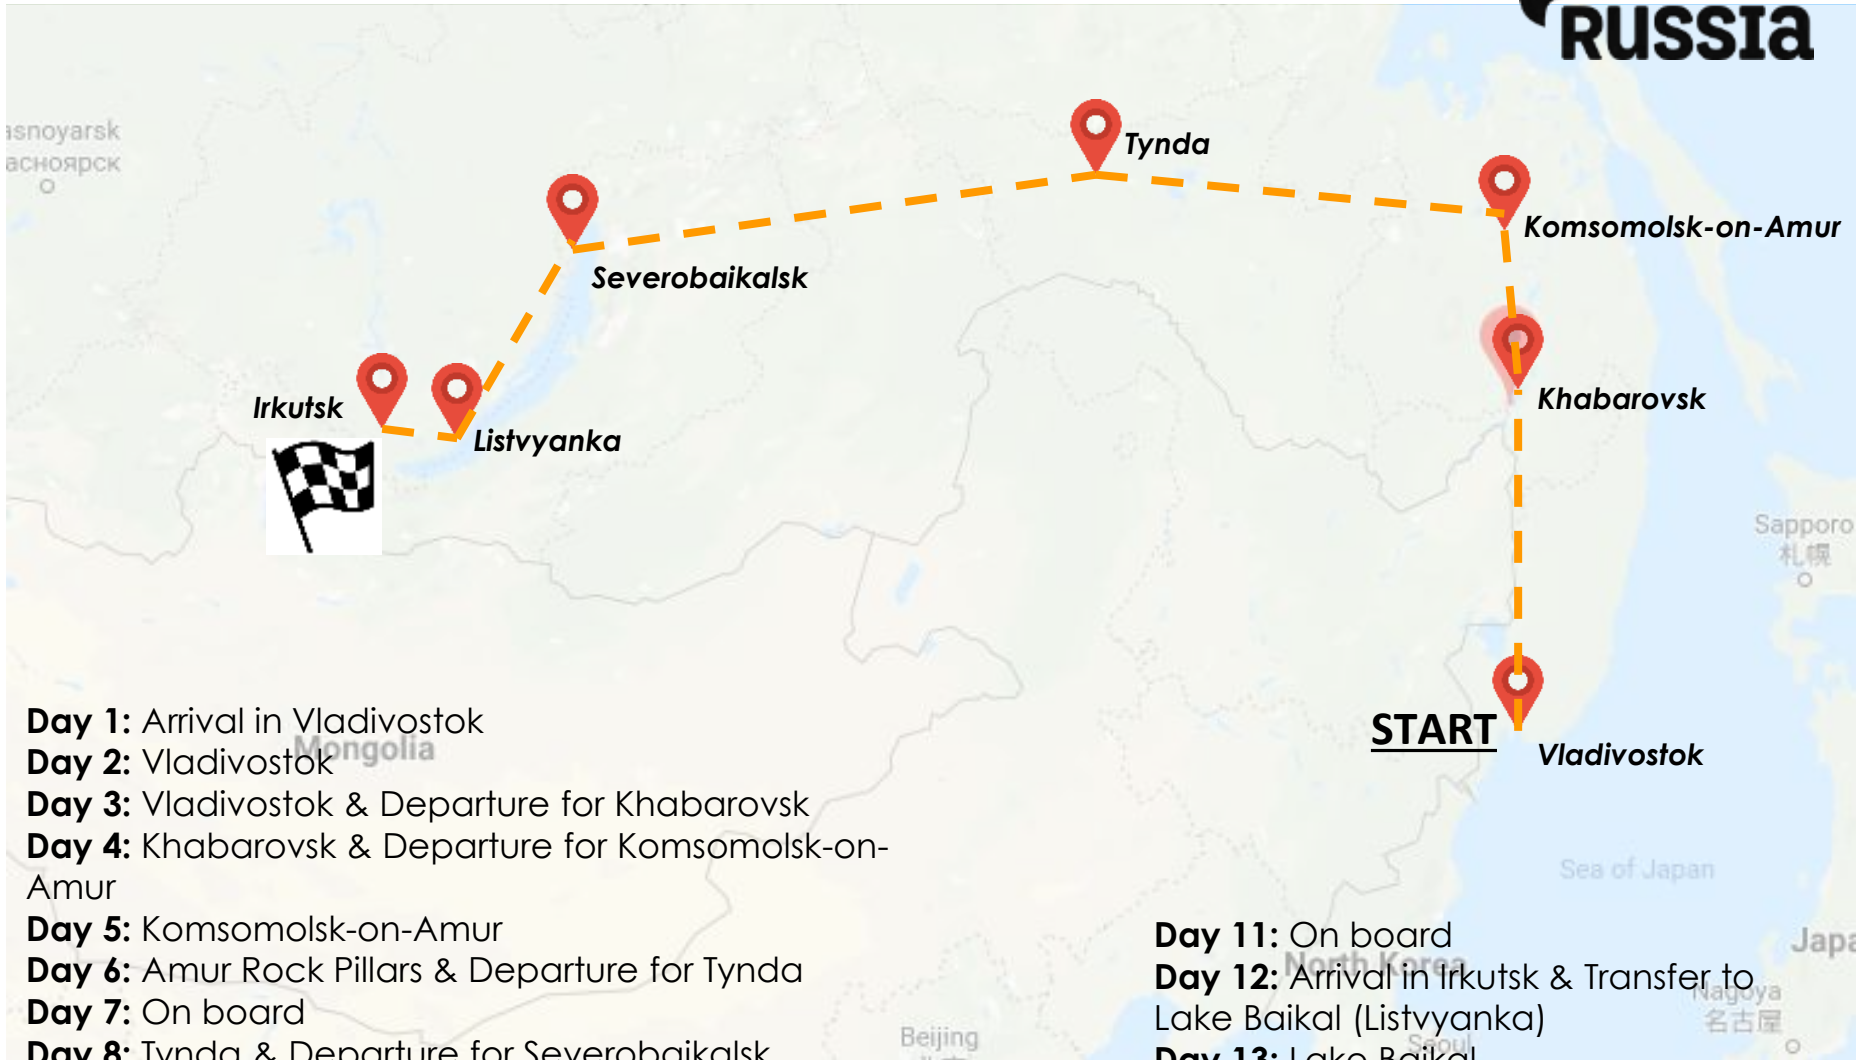 RUSSIA
asnoyarsk
асноярск
Tynda
Komsomolsk-on-Amur
Severobaikalsk
Khabarovsk
Irkutsk
Listvyanka
Sapporo
札幌
START
Vladivostok
Mongolia
Sea of Japan
Day 1: Arrival in Vladivostok
Day 2: Vladivostok
Day 3: Vladivostok & Departure for Khabarovsk
Day 4: Khabarovsk & Departure for Komsomolsk-on-
Amur
Day 5: Komsomolsk-on-Amur
Day 6: Amur Rock Pillars & Departure for Tynda
Day 7: On board
Day 8: Tynda & Departure for Severobaikalsk
Day 11: On board
Day 12: Arrival in Irkutsk & Transfer to
Lake Baikal (Listvyanka)
Day 13: Lake Baikal
Japa
North Korea
Nagoya
名古屋
Beijing
Seoul